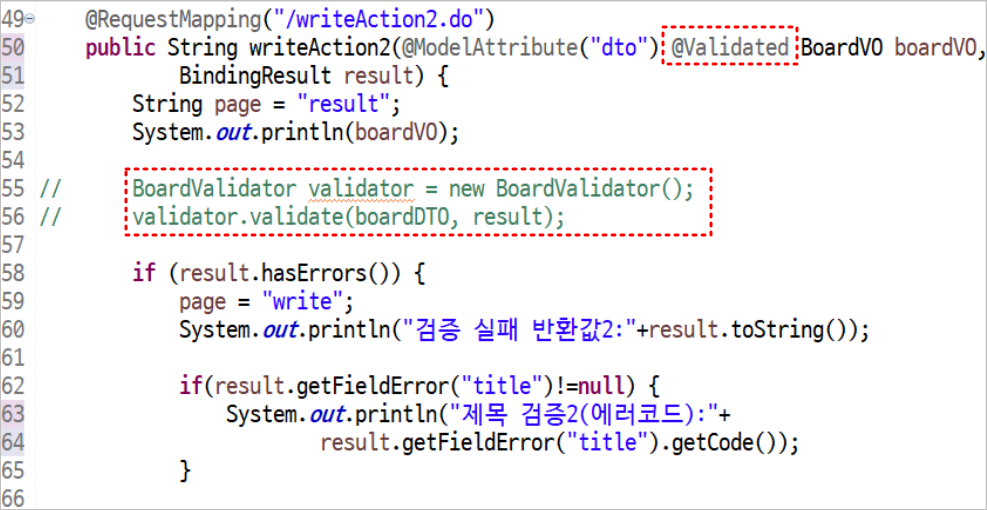 49 @RequestMapping("/writeAction2.do")
50 public String writeAction2(@ModelAttribute("dto") @Validated BoardVO boardVO,
51 BindingResult result) {
52 String page = "result";
53 System.out.println(boardVO);
54
55 // BoardValidator validator = new BoardValidator();
56 // validator.validate(boardDTO, result);
57
58 if (result.hasErrors()) {
59 page = "write";
60 System.out.println("검증 실패 반환값2:"+result.toString());
61
62 if(result.getFieldError("title")!=null) {
63 System.out.println("제목 검증2(에러코드):"+
64 result.getFieldError("title").getCode());
65 }
66